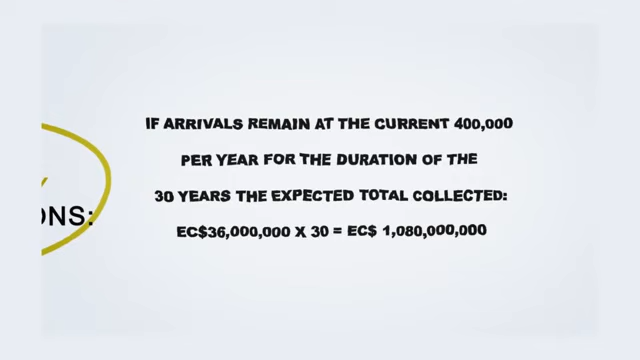 IF ARRIVALS REMAIN AT THE CURRENT 400,000
PER YEAR FOR THE DURATION OF THE
30 YEARS THE EXPECTED TOTAL COLLECTED:
EC$36,000,000 X 30 = EC$ 1,080,000,000
ONS: